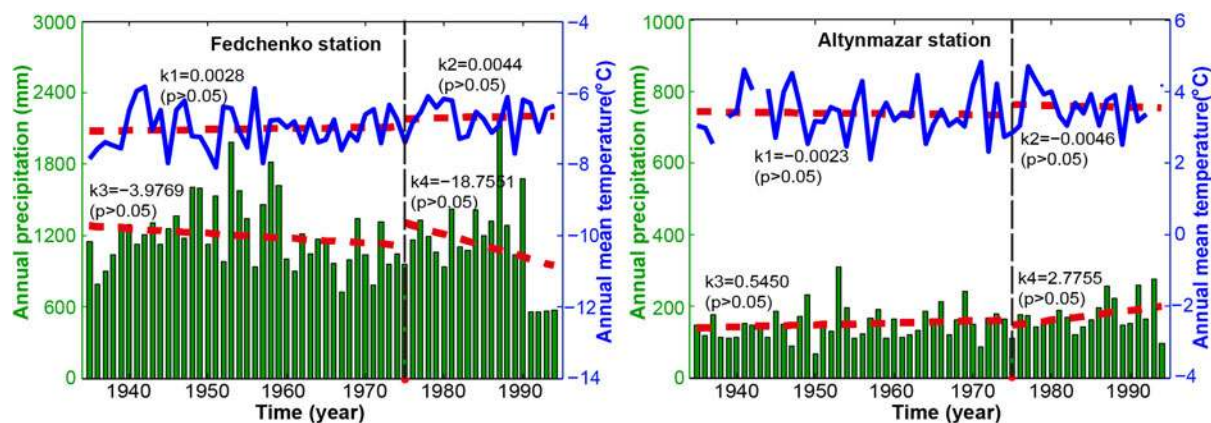 Fedchenko station
Annual precipitation (mm)
3000
2400
1800
1200
600
0
k1=0.0028
(p>0.05)
k2=0.0044
(p>0.05)
k3=−3.9769
(p>0.05)
k4=−18.7551
(p>0.05)
−4
−6
−8
−10
−12
−14
Annual mean temperature(°C)
1940 1950 1960 1970 1980 1990
Time (year)
Altynmazar station
Annual precipitation (mm)
1000
800
600
400
200
0
k1=−0.0023
(p>0.05)
k2=−0.0046
(p>0.05)
k3=0.5450
(p>0.05)
k4=2.7755
(p>0.05)
6
4
2
0
−2
−4
Annual mean temperature(°C)
1940 1950 1960 1970 1980 1990
Time (year)